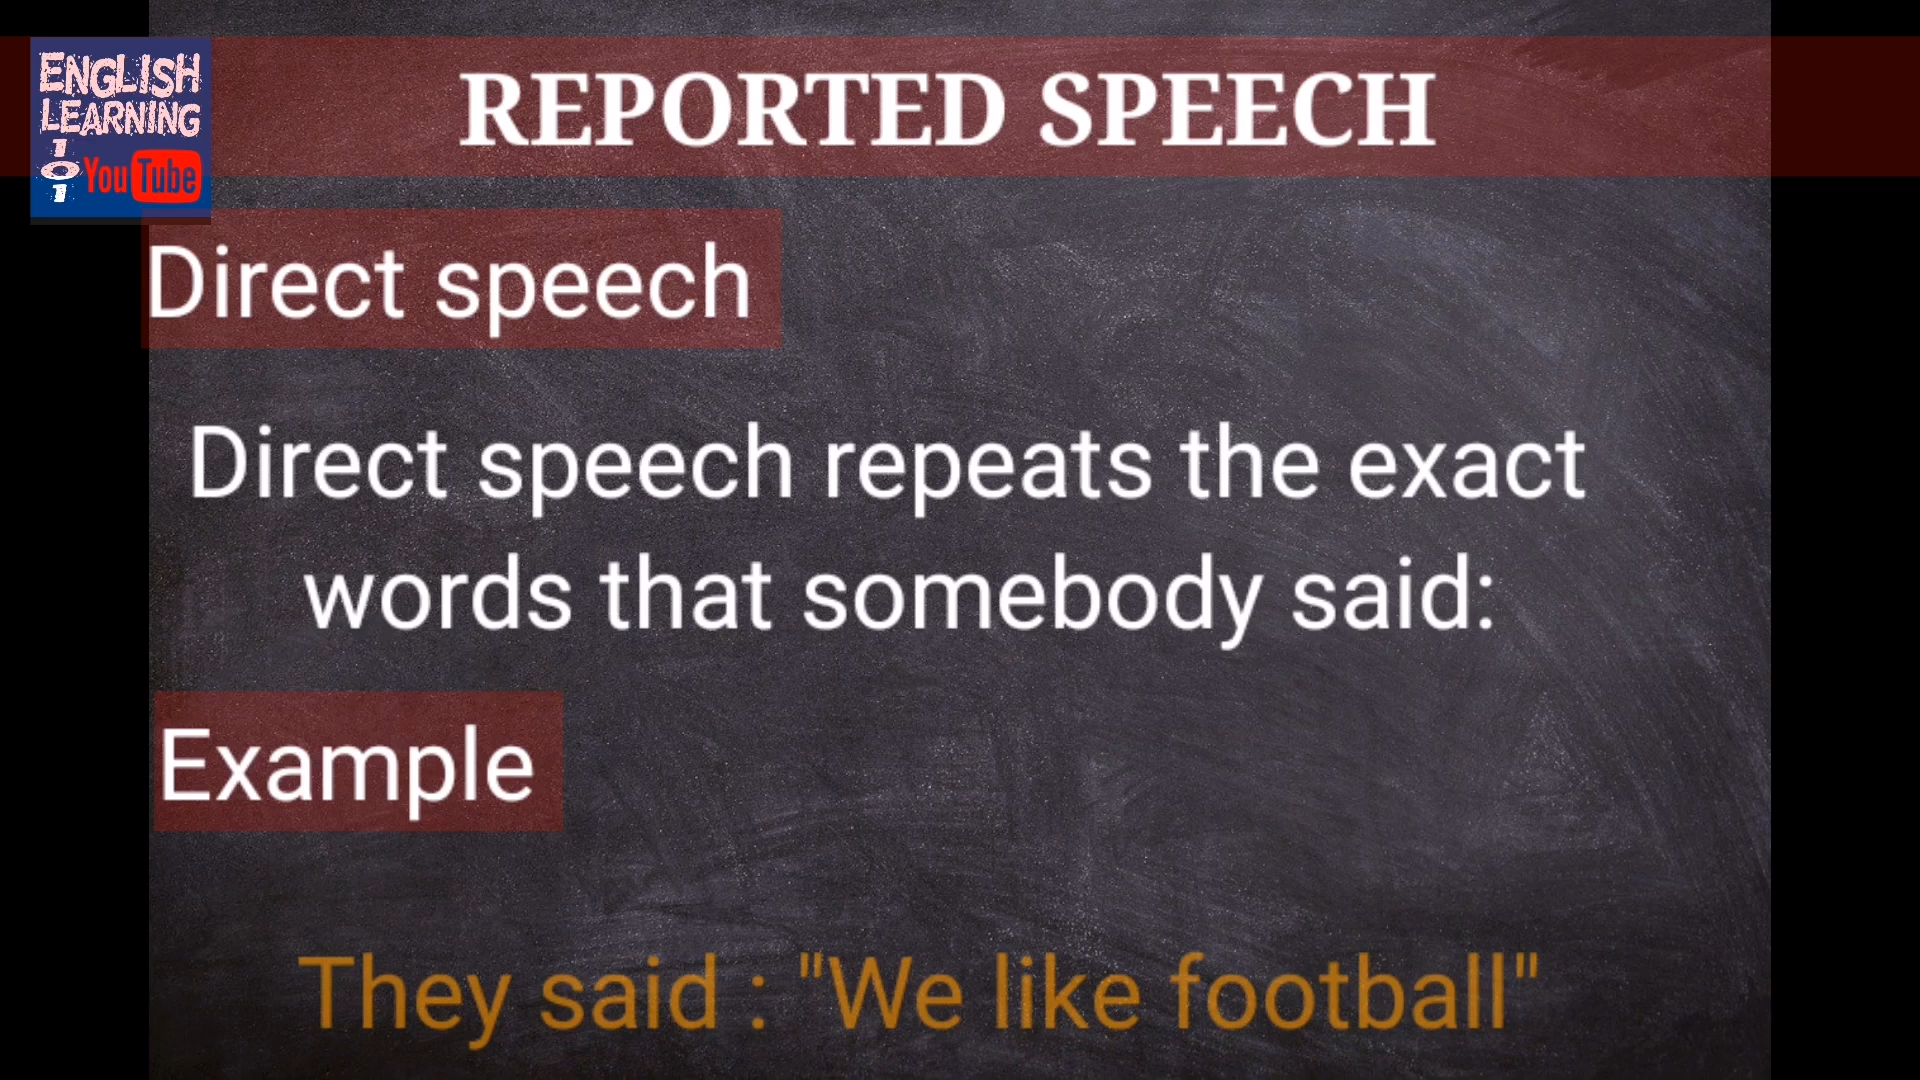 ENGLISH
LEARNING
101
YouTube
REPORTED SPEECH
Direct speech
Direct speech repeats the exact
words that somebody said:
Example
They said : "We like football"